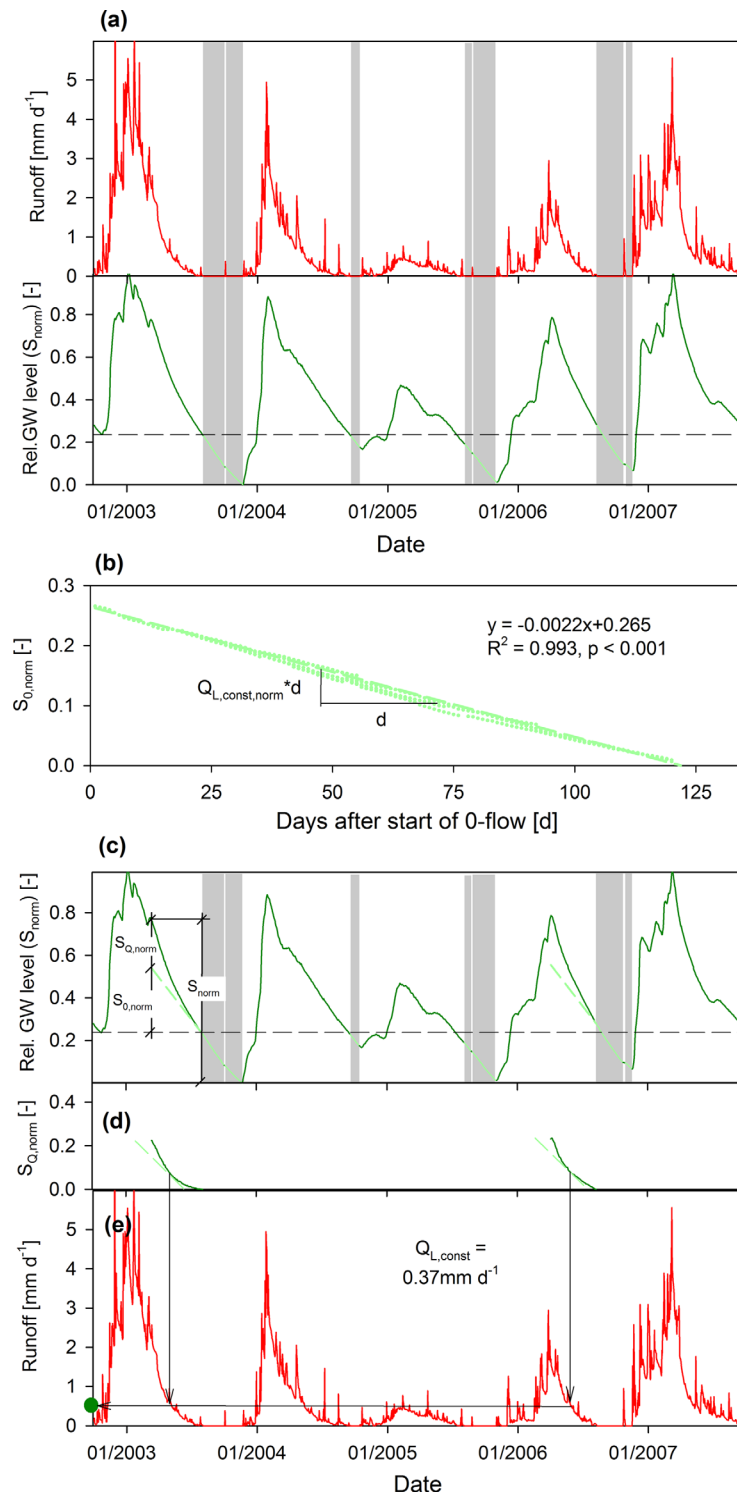 (a)
Runoff [mm d-1]
5
4
3
2
1
0
Rel.GW level (Snorm) [-]
0.8
0.6
0.4
0.2
0.0
01/2003 01/2004 01/2005 01/2006 01/2007
Date
(b)
S0,norm [-]
0.3
0.2
0.1
0.0
y = -0.0022x+0.265
R2 = 0.993, p < 0.001
QL,const,norm *d
d
0 25 50 75 100 125
Days after start of 0-flow [d]
(c)
Rel. GW level (Snorm) [-]
0.8
0.6
0.4
0.2
SQ,norm
S0,norm
Snorm
(d)
SQ,norm [-]
0.4
0.2
0.0
(e)
Runoff [mm d-1]
5
4
3
2
1
0
QL,const =
0.37mm d-1
01/2003 01/2004 01/2005 01/2006 01/2007
Date